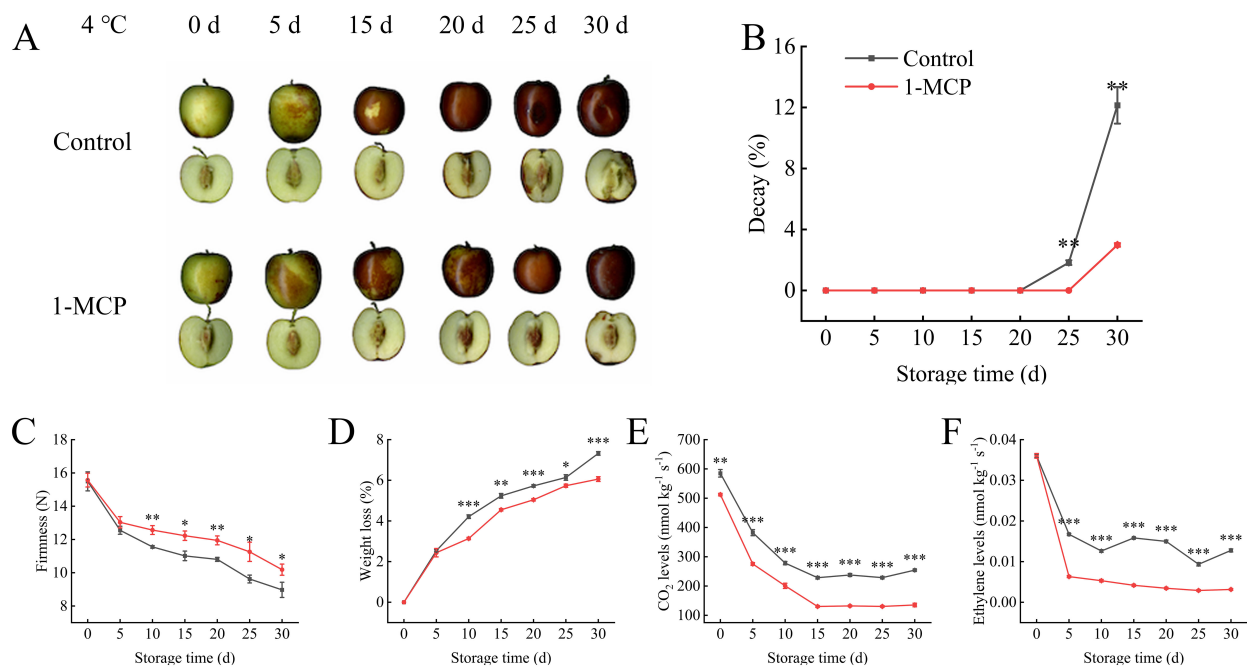 A
4 °C 0 d 5 d 15 d 20 d 25 d 30 d
Control
1-MCP
B
Control
1-MCP
Decay (%)
16
12
8
4
0
**
**
0 5 10 15 20 25 30
Storage time (d)
C
Firmness (N)
18
16
14
12
10
8
** * ** * *
0 5 10 15 20 25 30
Storage time (d)
D
Weight loss (%)
8
6
4
2
0
*** ** *** * ***
0 5 10 15 20 25 30
Storage time (d)
E
CO2 levels (nmol kg-1 s-1)
700
600
500
400
300
200
100
** *** *** *** *** *** ***
0 5 10 15 20 25 30
Storage time (d)
F
Ethylene levels (nmol kg-1 s-1)
0.04
0.03
0.02
0.01
0.00
*** *** *** *** *** ***
0 5 10 15 20 25 30
Storage time (d)